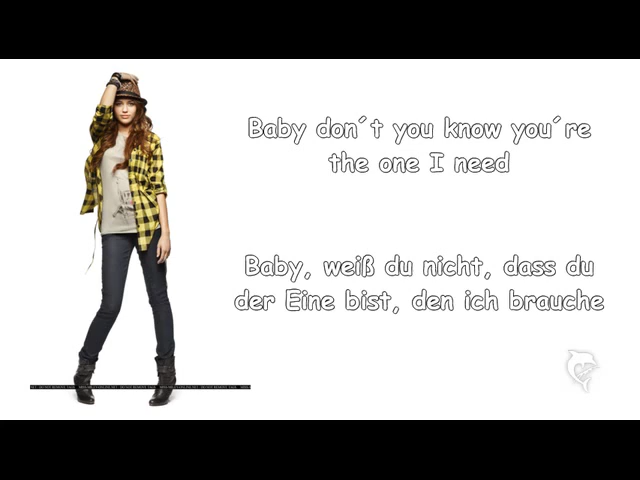 Baby don´t you know you´re
the one I need
Baby, weiß du nicht, dass du
der Eine bist, den ich brauche